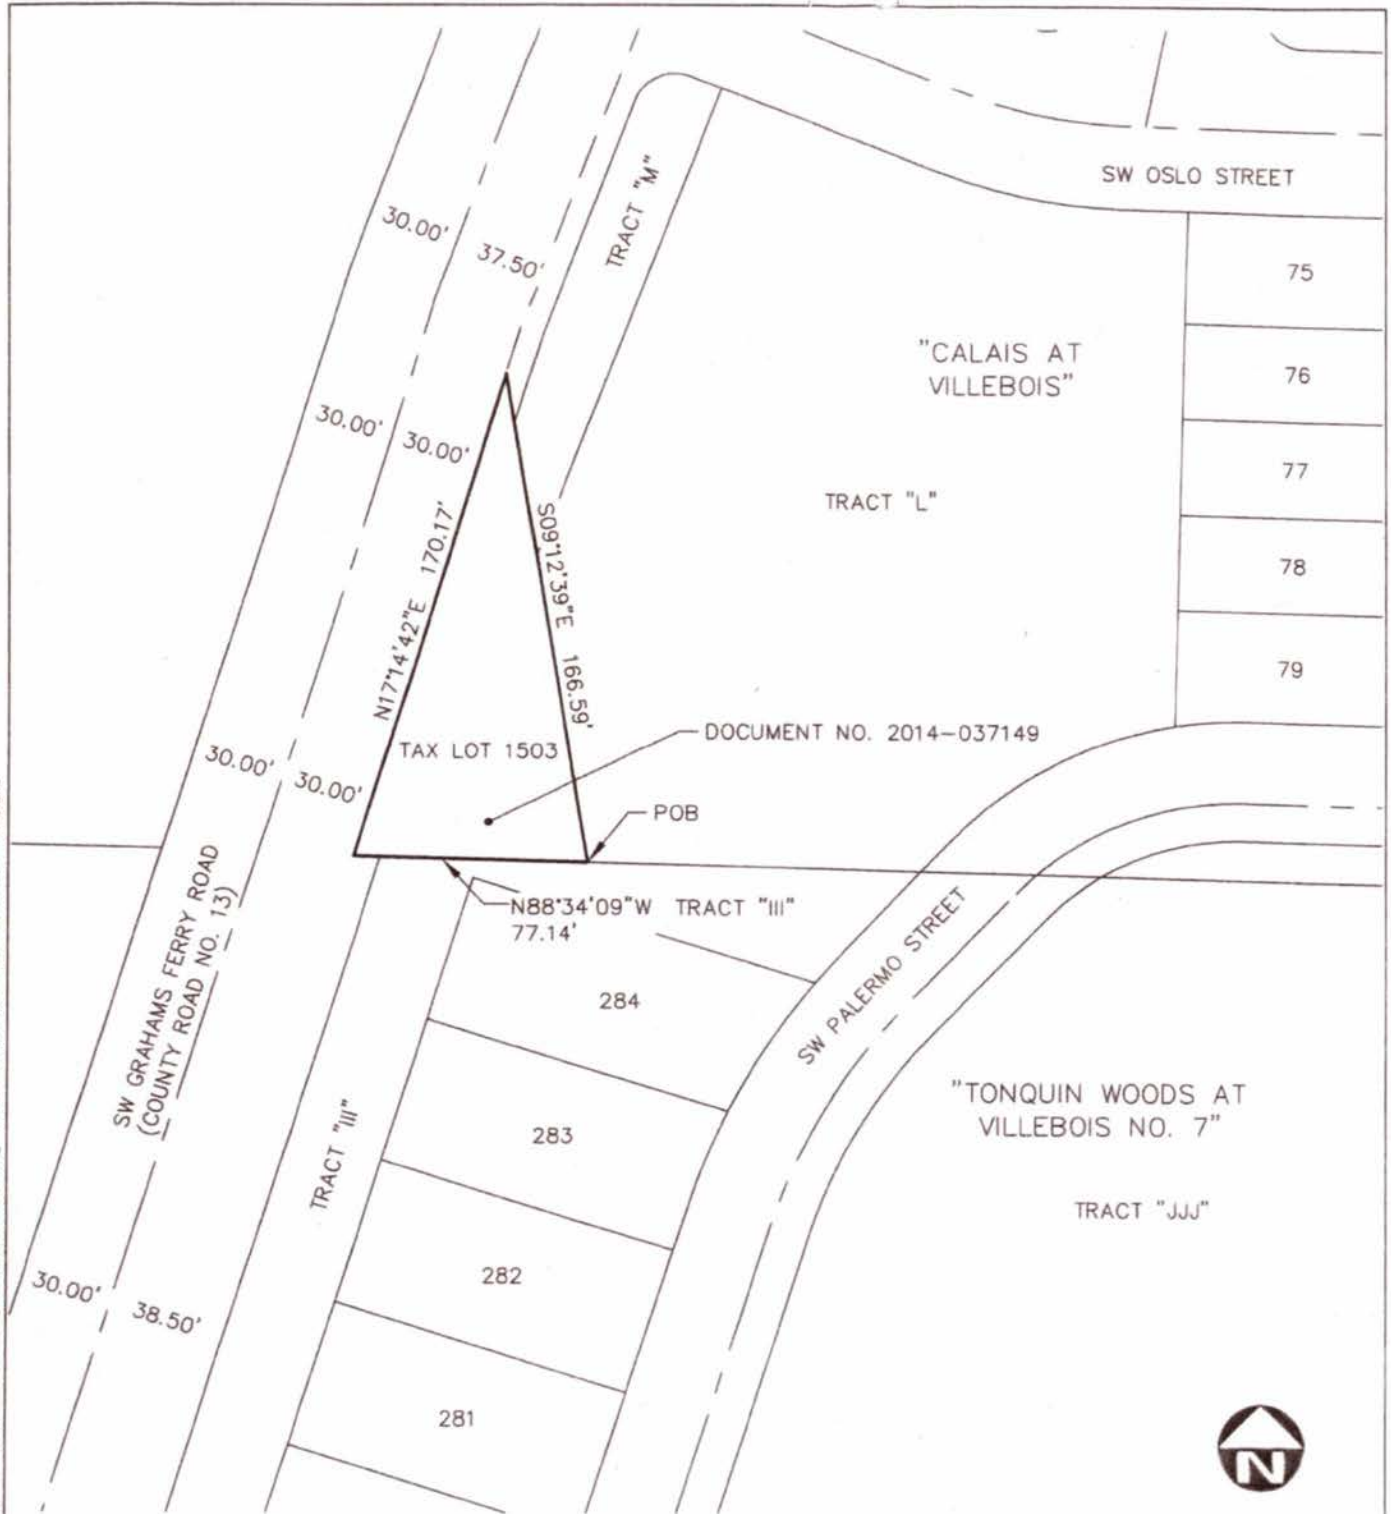 SW OSLO STREET
TRACT "M"
30.00'
37.50'
75
"CALAIS AT
VILLEBOIS"
76
30.00'
30.00'
77
TRACT "L"
N17°14'42"E 170.17'
S09°12'39"E 166.59'
78
79
DOCUMENT NO. 2014-037149
TAX LOT 1503
30.00'
30.00'
POB
SW GRAHAMS FERRY ROAD
(COUNTY ROAD NO. 13)
N88°34'09"W TRACT "III"
77.14'
SW PALERMO STREET
284
"TONQUIN WOODS AT
VILLEBOIS NO. 7"
283
TRACT "III"
TRACT "JJJ"
282
30.00'
38.50'
281
N